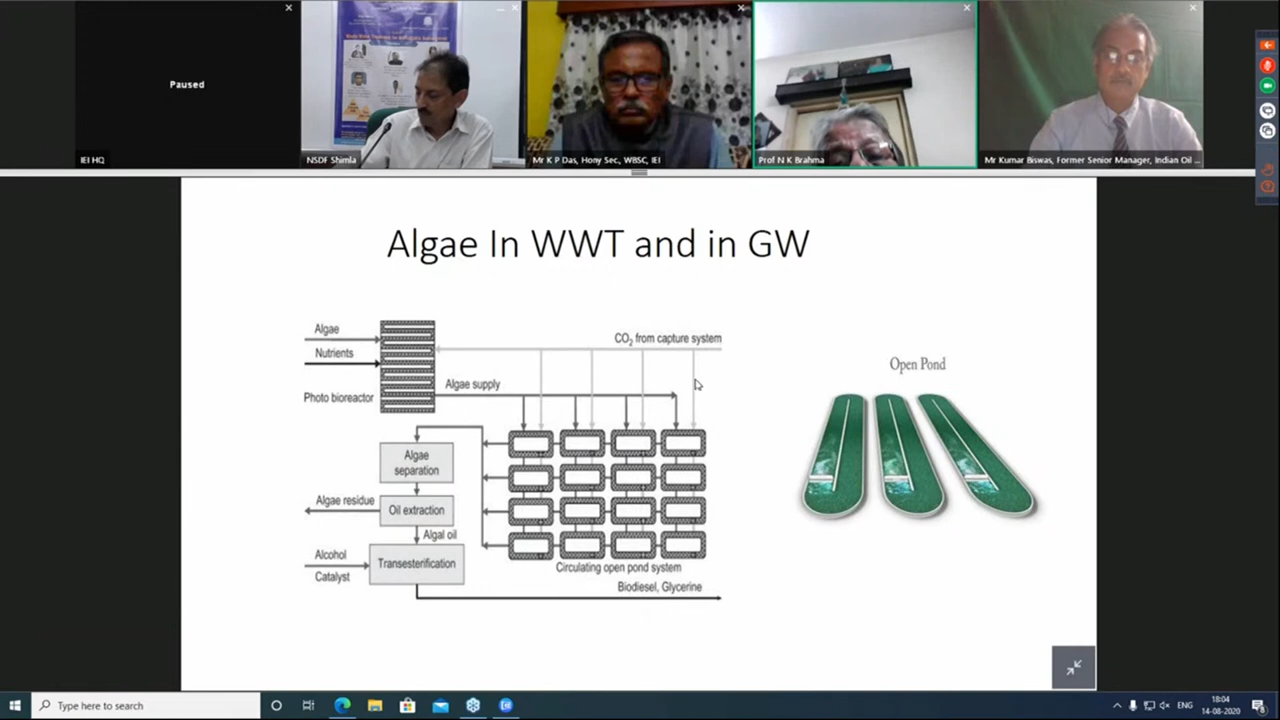 Paused
IEI HQ
NSDF Shimla
Mr K P Das, Hony Sec, WBSC, IEI
Prof N K Brahma
Mr Kumar Biswas, Former Senior Manager, Indian Oil ...
Algae In WWT and in GW
Algae
Nutrients
Photo bioreactor
CO₂ from capture system
Algae supply
Algae
separation
Algae residue
Oil extraction
Algal oil
Alcohol
Catalyst
Transesterification
Circulating open pond system
Biodiesel, Glycerine
Open Pond
Type here to search
ENG
18:04
14-08-2020